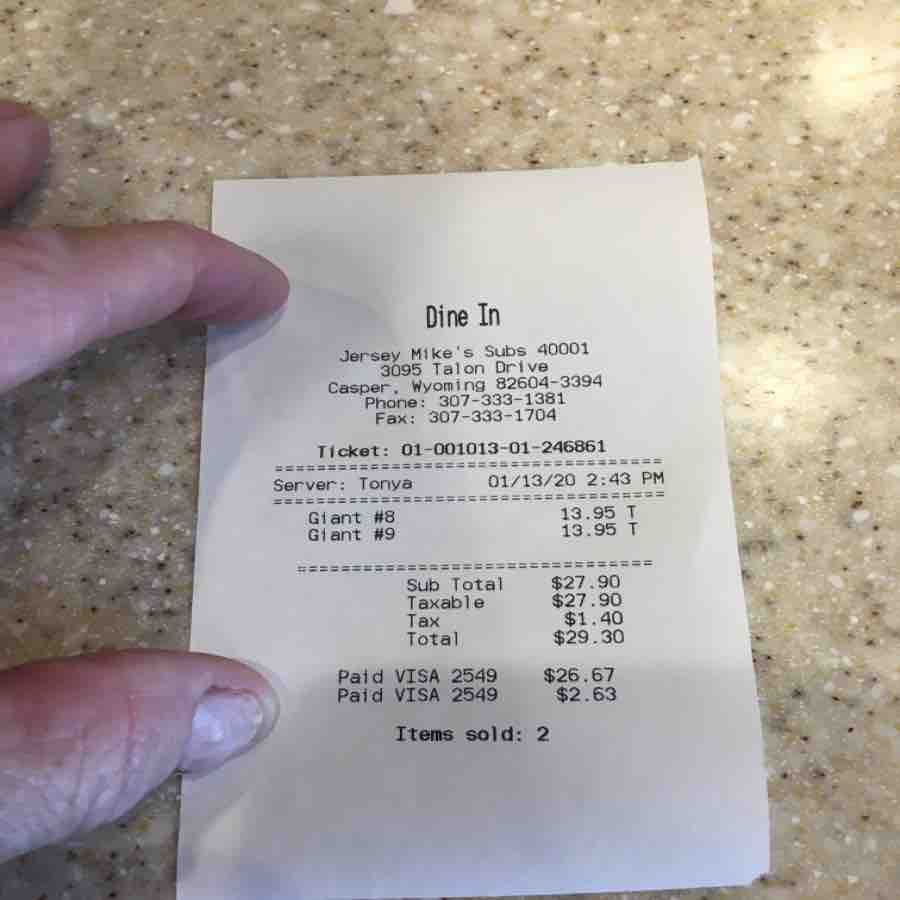 Dine In
Jersey Mike's Subs 40001
3095 Talon Drive
Casper, Wyoming 82604-3394
Phone: 307-333-1381
Fax: 307-333-1704
Ticket: 01-001013-01-246861
==========================================
Server: Tonya 01/13/20 2:43 PM
==========================================
Giant #8 13.95 T
Giant #9 13.95 T
======================================
Sub Total $27.90
Taxable $27.90
Tax $1.40
Total $29.30
Paid VISA 2549 $26.67
Paid VISA 2549 $2.63
Items sold: 2